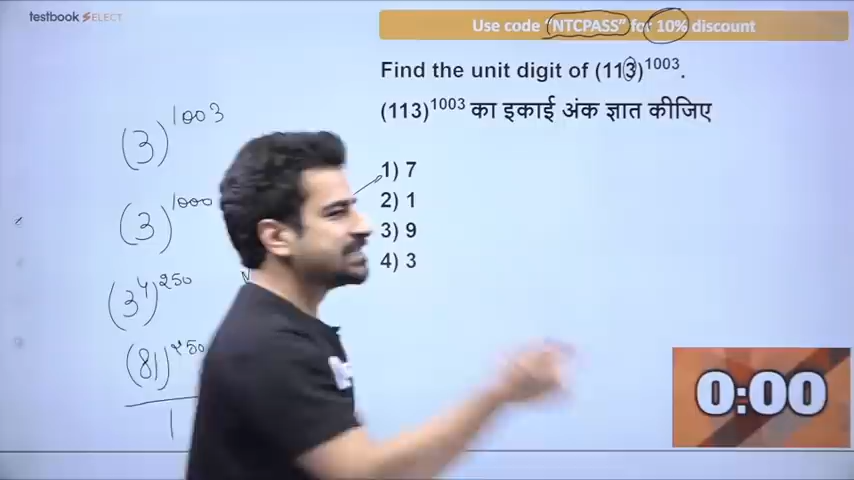 testbook SELECT
Use code "NTCPASS" for 10% discount
Find the unit digit of (113)^1003.
(113)^1003 का इकाई अंक ज्ञात कीजिए
1) 7
2) 1
3) 9
4) 3
(3)^1003
(3)^1000
(3^4)^250
(81)^250
1
0:00